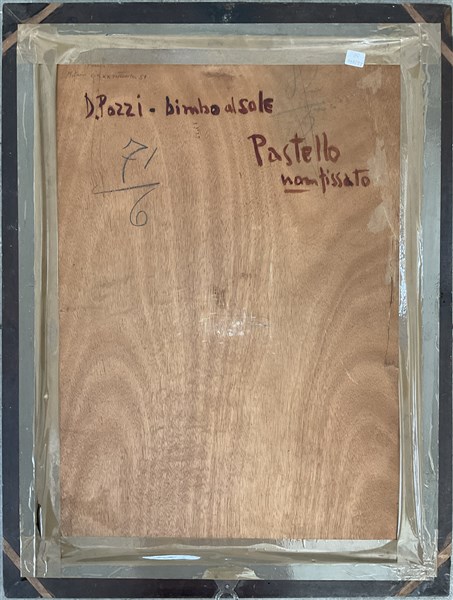 D. Pozzi - bimbo al sole
71
6
Pastello
non fissato